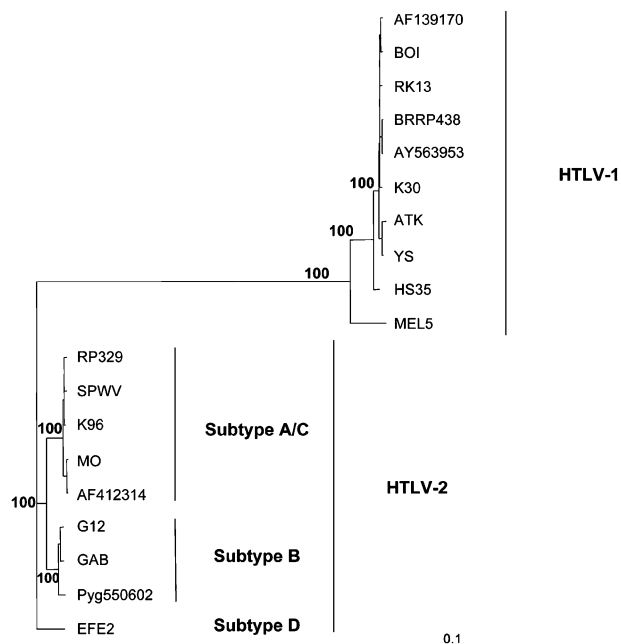 AF139170
BOI
RK13
BRRP438
AY563953
HTLV-1
100
K30
ATK
100
YS
100
HS35
MEL5
RP329
SPWV
100
K96
Subtype A/C
MO
HTLV-2
AF412314
100
G12
GAB
Subtype B
100
Pyg550602
EFE2
Subtype D
0.1